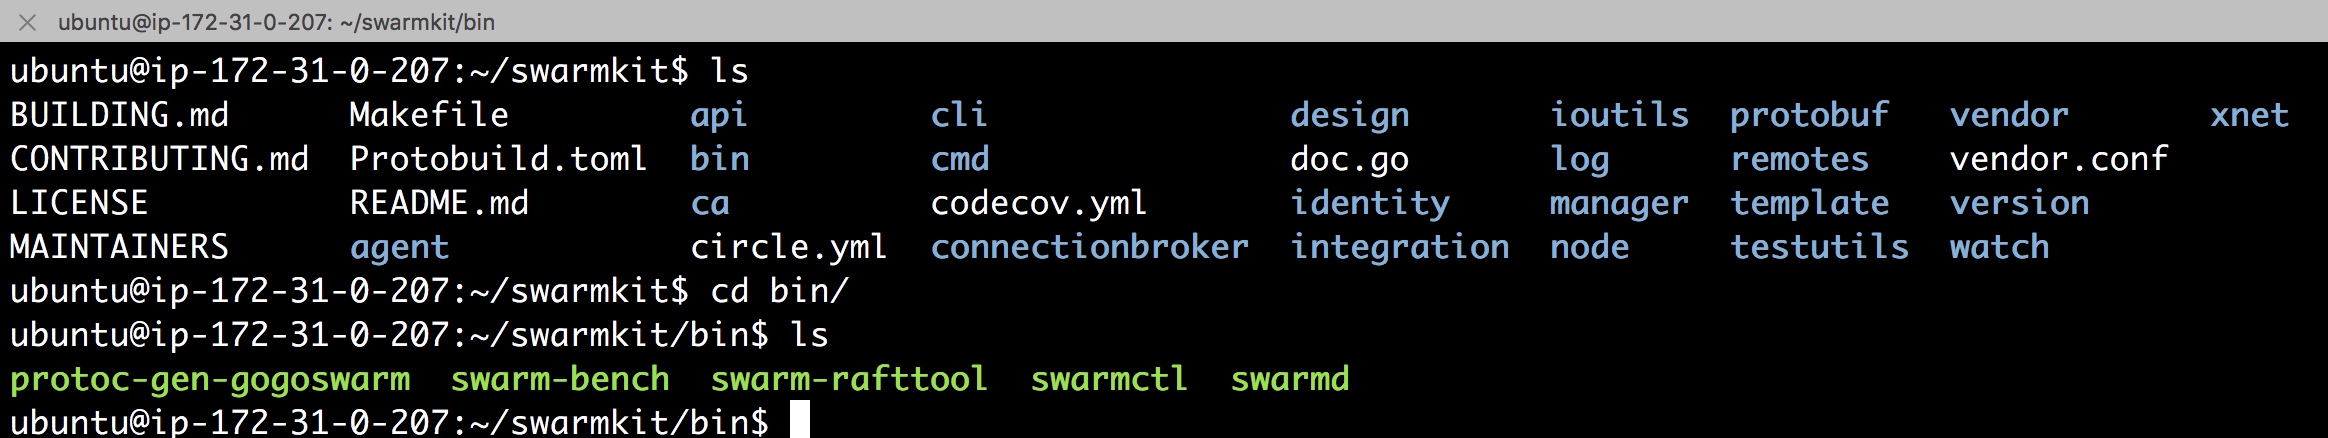 ubuntu@ip-172-31-0-207: ~/swarmkit/bin
ubuntu@ip-172-31-0-207:~/swarmkit$ ls
BUILDING.md      Makefile         api         cli               design       ioutils  protobuf   vendor       xnet
CONTRIBUTING.md  Protobuild.toml  bin         cmd               doc.go       log      remotes    vendor.conf
LICENSE          README.md        ca          codecov.yml       identity     manager  template   version
MAINTAINERS      agent            circle.yml  connectionbroker  integration  node     testutils  watch
ubuntu@ip-172-31-0-207:~/swarmkit$ cd bin/
ubuntu@ip-172-31-0-207:~/swarmkit/bin$ ls
protoc-gen-gogoswarm  swarm-bench  swarm-rafttool  swarmctl  swarmd
ubuntu@ip-172-31-0-207:~/swarmkit/bin$